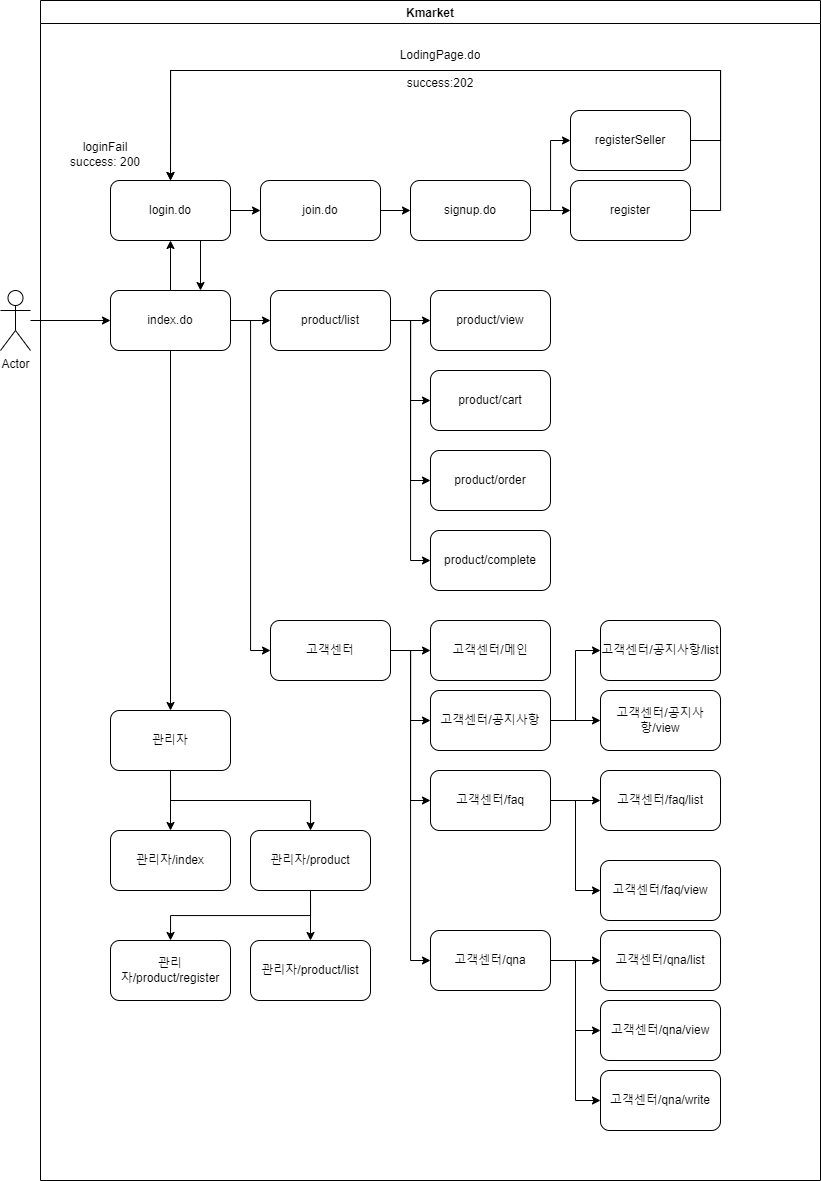 Kmarket
LodingPage.do
success:202
registerSeller
loginFail
success: 200
login.do
join.do
signup.do
register
Actor
index.do
product/list
product/view
product/cart
product/order
product/complete
고객센터
고객센터/메인
고객센터/공지사항/list
고객센터/공지사항
고객센터/공지사
항/view
관리자
고객센터/faq
고객센터/faq/list
관리자/index
관리자/product
고객센터/faq/view
관리
자/product/register
관리자/product/list
고객센터/qna
고객센터/qna/list
고객센터/qna/view
고객센터/qna/write